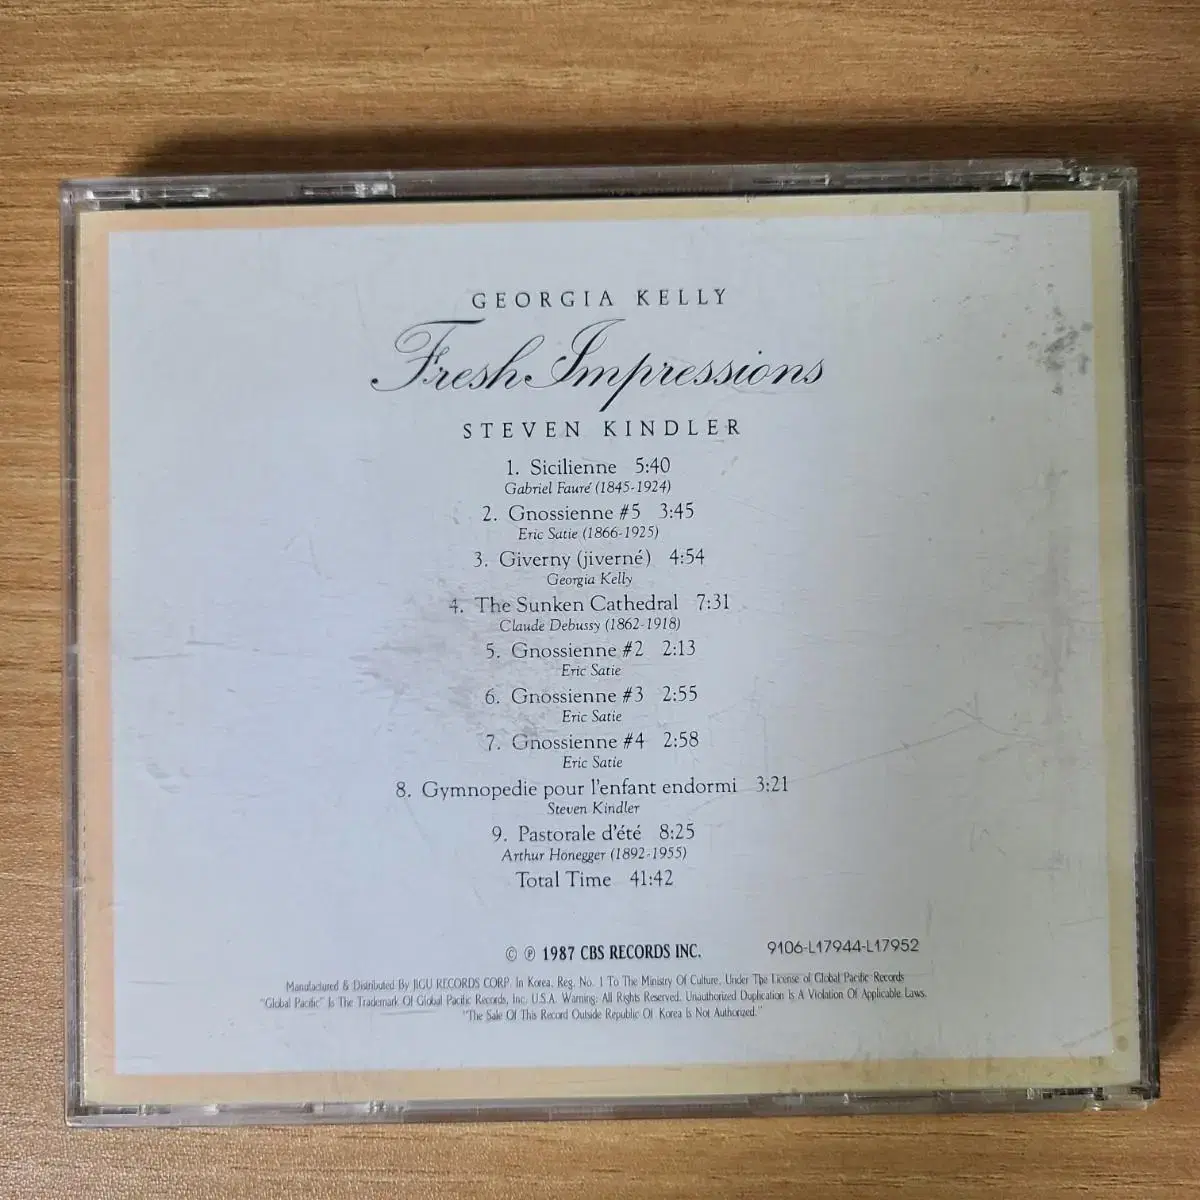 GEORGIA KELLY
Fresh Impressions
STEVEN KINDLER
1. Sicilienne 5:40
Gabriel Fauré (1845-1924)
2. Gnossienne #5 3:45
Eric Satie (1866-1925)
3. Giverny (jiverné) 4:54
Georgia Kelly
4. The Sunken Cathedral 7:31
Claude Debussy (1862-1918)
5. Gnossienne #2 2:13
Eric Satie
6. Gnossienne #3 2:55
Eric Satie
7. Gnossienne #4 2:58
Eric Satie
8. Gymnopedie pour l'enfant endormi 3:21
Steven Kindler
9. Pastorale d'été 8:25
Arthur Honegger (1892-1955)
Total Time 41:42
© ℗ 1987 CBS RECORDS INC. 9106-L17944-L17952
Manufactured & Distributed By JIGU RECORDS CORP. In Korea. Reg. No. 1 To The Ministry Of Culture. Under The License of Global Pacific Records
"Global Pacific" Is The Trademark Of Global Pacific Records, Inc. U.S.A. Warning: All Rights Reserved. Unauthorized Duplication Is A Violation Of Applicable Laws.
"The Sale Of This Record Outside Republic Of Korea Is Not Authorized."